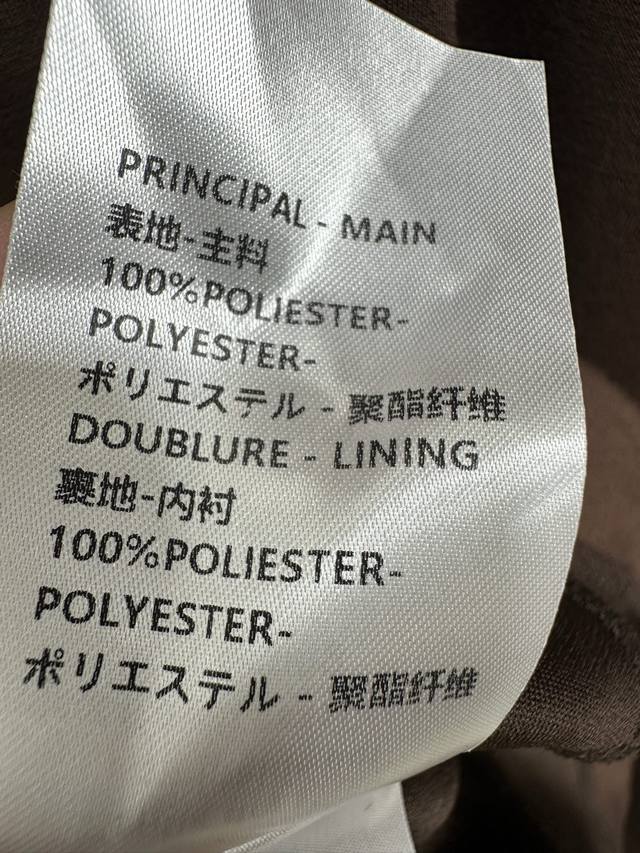 PRINCIPAL - MAIN
表地-主料
100%POLIESTER-
POLYESTER-
ポリエステル - 聚酯纤维
DOUBLURE - LINING
裏地-内衬
100%POLIESTER-
POLYESTER-
ポリエステル - 聚酯纤维